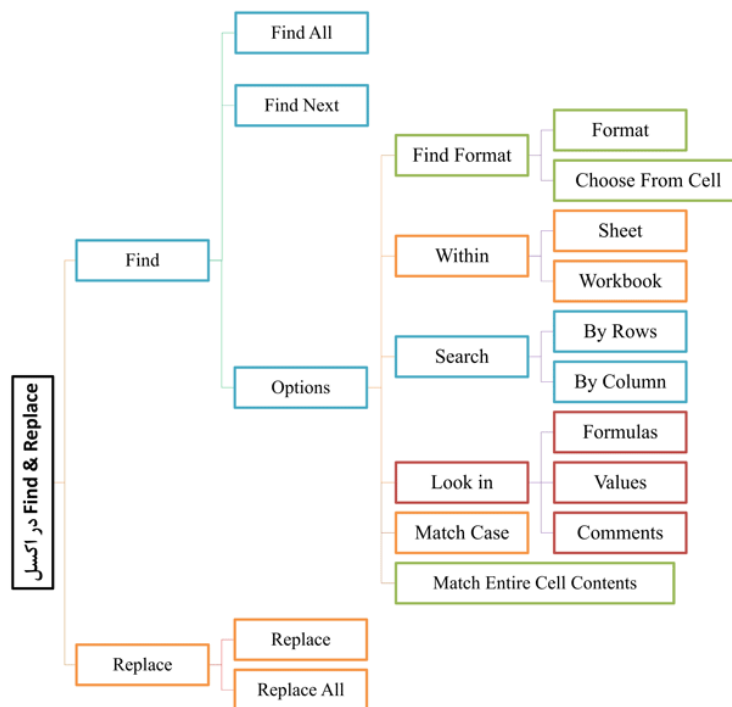 Find & Replace در اکسل
Find
Find All
Find Next
Options
Find Format
Format
Choose From Cell
Within
Sheet
Workbook
Search
By Rows
By Column
Look in
Formulas
Values
Comments
Match Case
Match Entire Cell Contents
Replace
Replace
Replace All